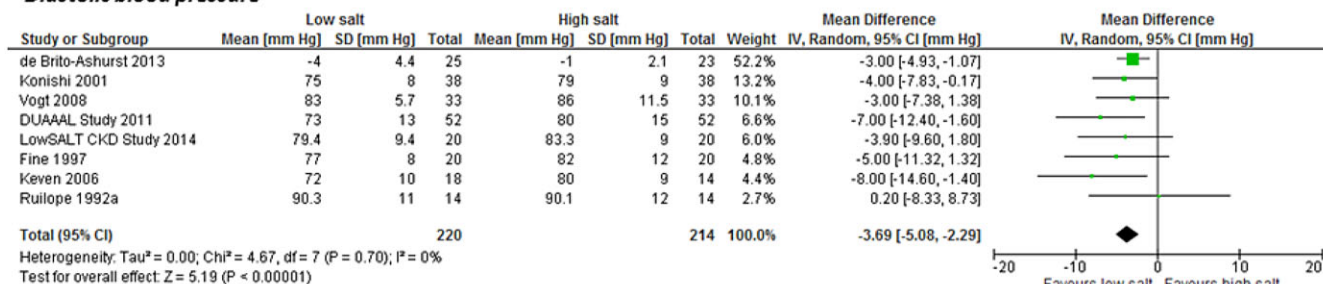 Diastolic blood pressure
Low salt High salt Mean Difference Mean Difference
Study or Subgroup Mean [mm Hg] SD [mm Hg] Total Mean [mm Hg] SD [mm Hg] Total Weight IV, Random, 95% CI [mm Hg] IV, Random, 95% CI [mm Hg]
de Brito-Ashurst 2013 -4 4.4 25 -1 2.1 23 52.2% -3.00 [-4.93, -1.07]
Konishi 2001 75 8 38 79 9 38 13.2% -4.00 [-7.83, -0.17]
Vogt 2008 83 5.7 33 86 11.5 33 10.1% -3.00 [-7.38, 1.38]
DUAAAL Study 2011 73 13 52 80 15 52 6.6% -7.00 [-12.40, -1.60]
LowSALT CKD Study 2014 79.4 9.4 20 83.3 9 20 6.0% -3.90 [-9.60, 1.80]
Fine 1997 77 8 20 82 12 20 4.8% -5.00 [-11.32, 1.32]
Keven 2006 72 10 18 80 9 14 4.4% -8.00 [-14.60, -1.40]
Ruilope 1992a 90.3 11 14 90.1 12 14 2.7% 0.20 [-8.33, 8.73]
Total (95% CI) 220 214 100.0% -3.69 [-5.08, -2.29]
Heterogeneity: Tau² = 0.00; Chi² = 4.67, df = 7 (P = 0.70); I² = 0%
Test for overall effect: Z = 5.19 (P < 0.00001)
-20 -10 0 10 20
Favours low salt Favours high salt